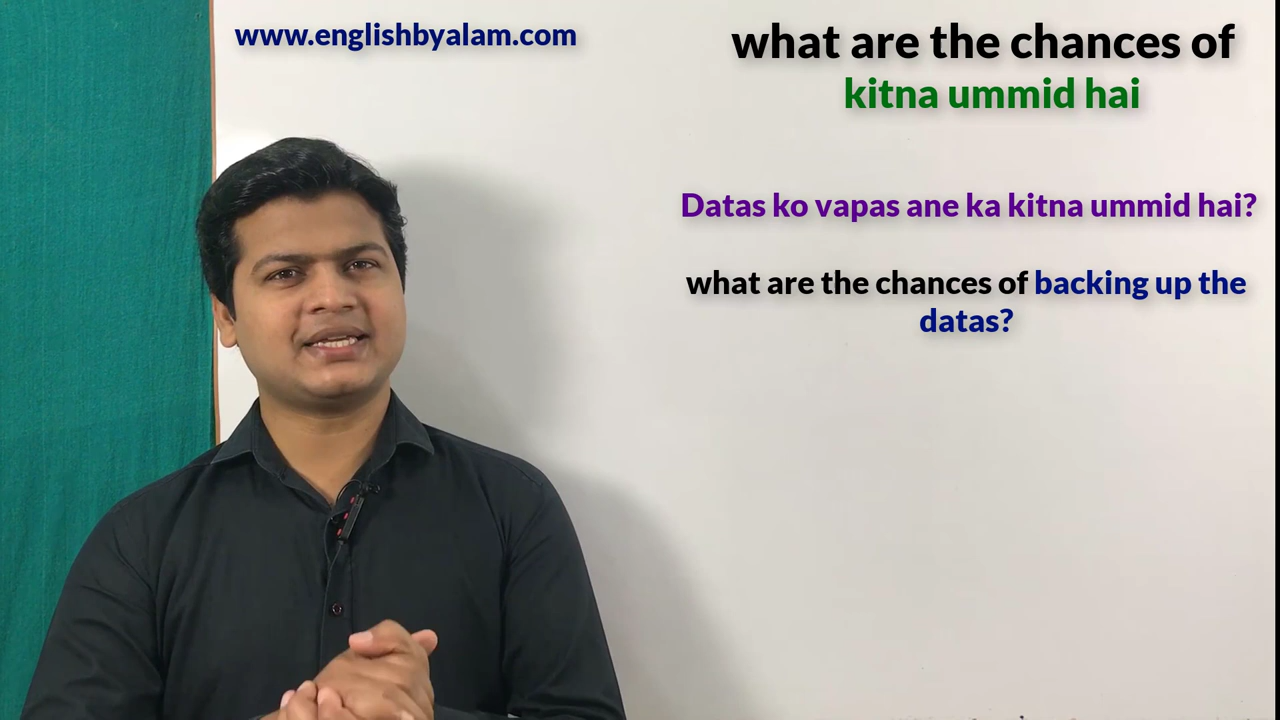 www.englishbyalam.com
what are the chances of
kitna ummid hai
Datas ko vapas ane ka kitna ummid hai?
what are the chances of backing up the
datas?